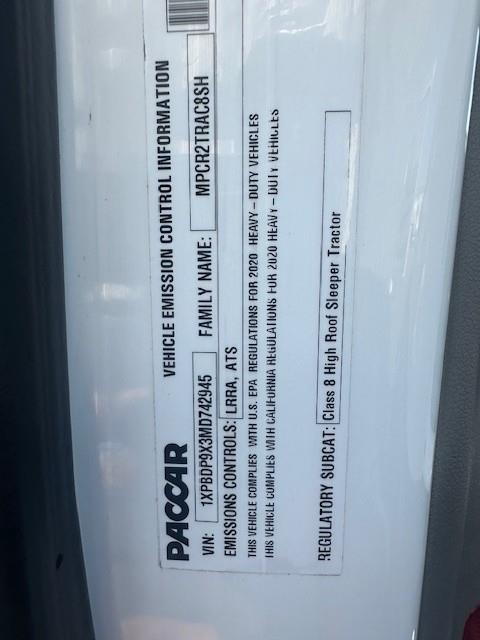 VEHICLE EMISSION CONTROL INFORMATION
PACCAR
VIN: 1XPBDP9X3MD742945 FAMILY NAME: MPCR2TRAC8SH
EMISSIONS CONTROLS: LRRA, ATS
THIS VEHICLE COMPLIES WITH U.S. EPA REGULATIONS FOR 2020 HEAVY-DUTY VEHICLES
THIS VEHICLE COMPLIES WITH CALIFORNIA REGULATIONS FOR 2020 HEAVY-DUTY VEHICLES
REGULATORY SUBCAT: Class 8 High Roof Sleeper Tractor